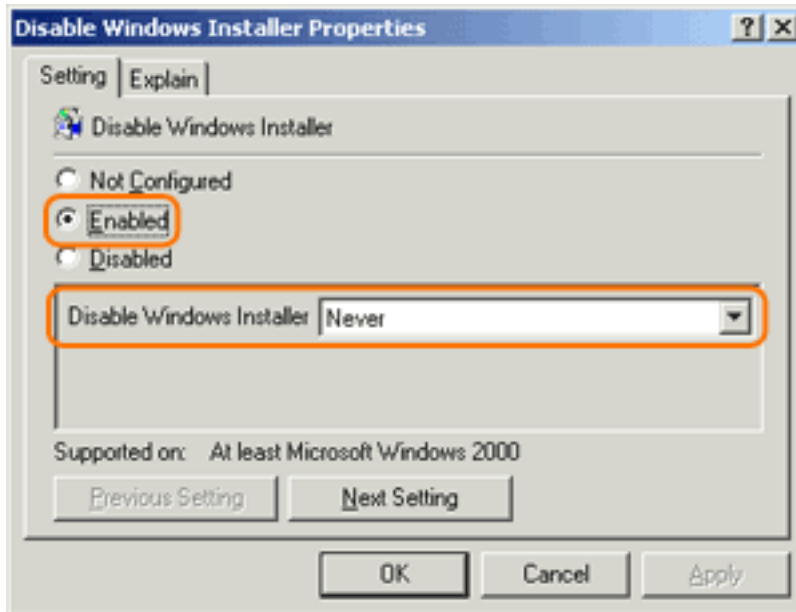 Disable Windows Installer Properties
Setting Explain
Disable Windows Installer
Not Configured
Enabled
Disabled
Disable Windows Installer Never
Supported on: At least Microsoft Windows 2000
Previous Setting Next Setting
OK Cancel Apply